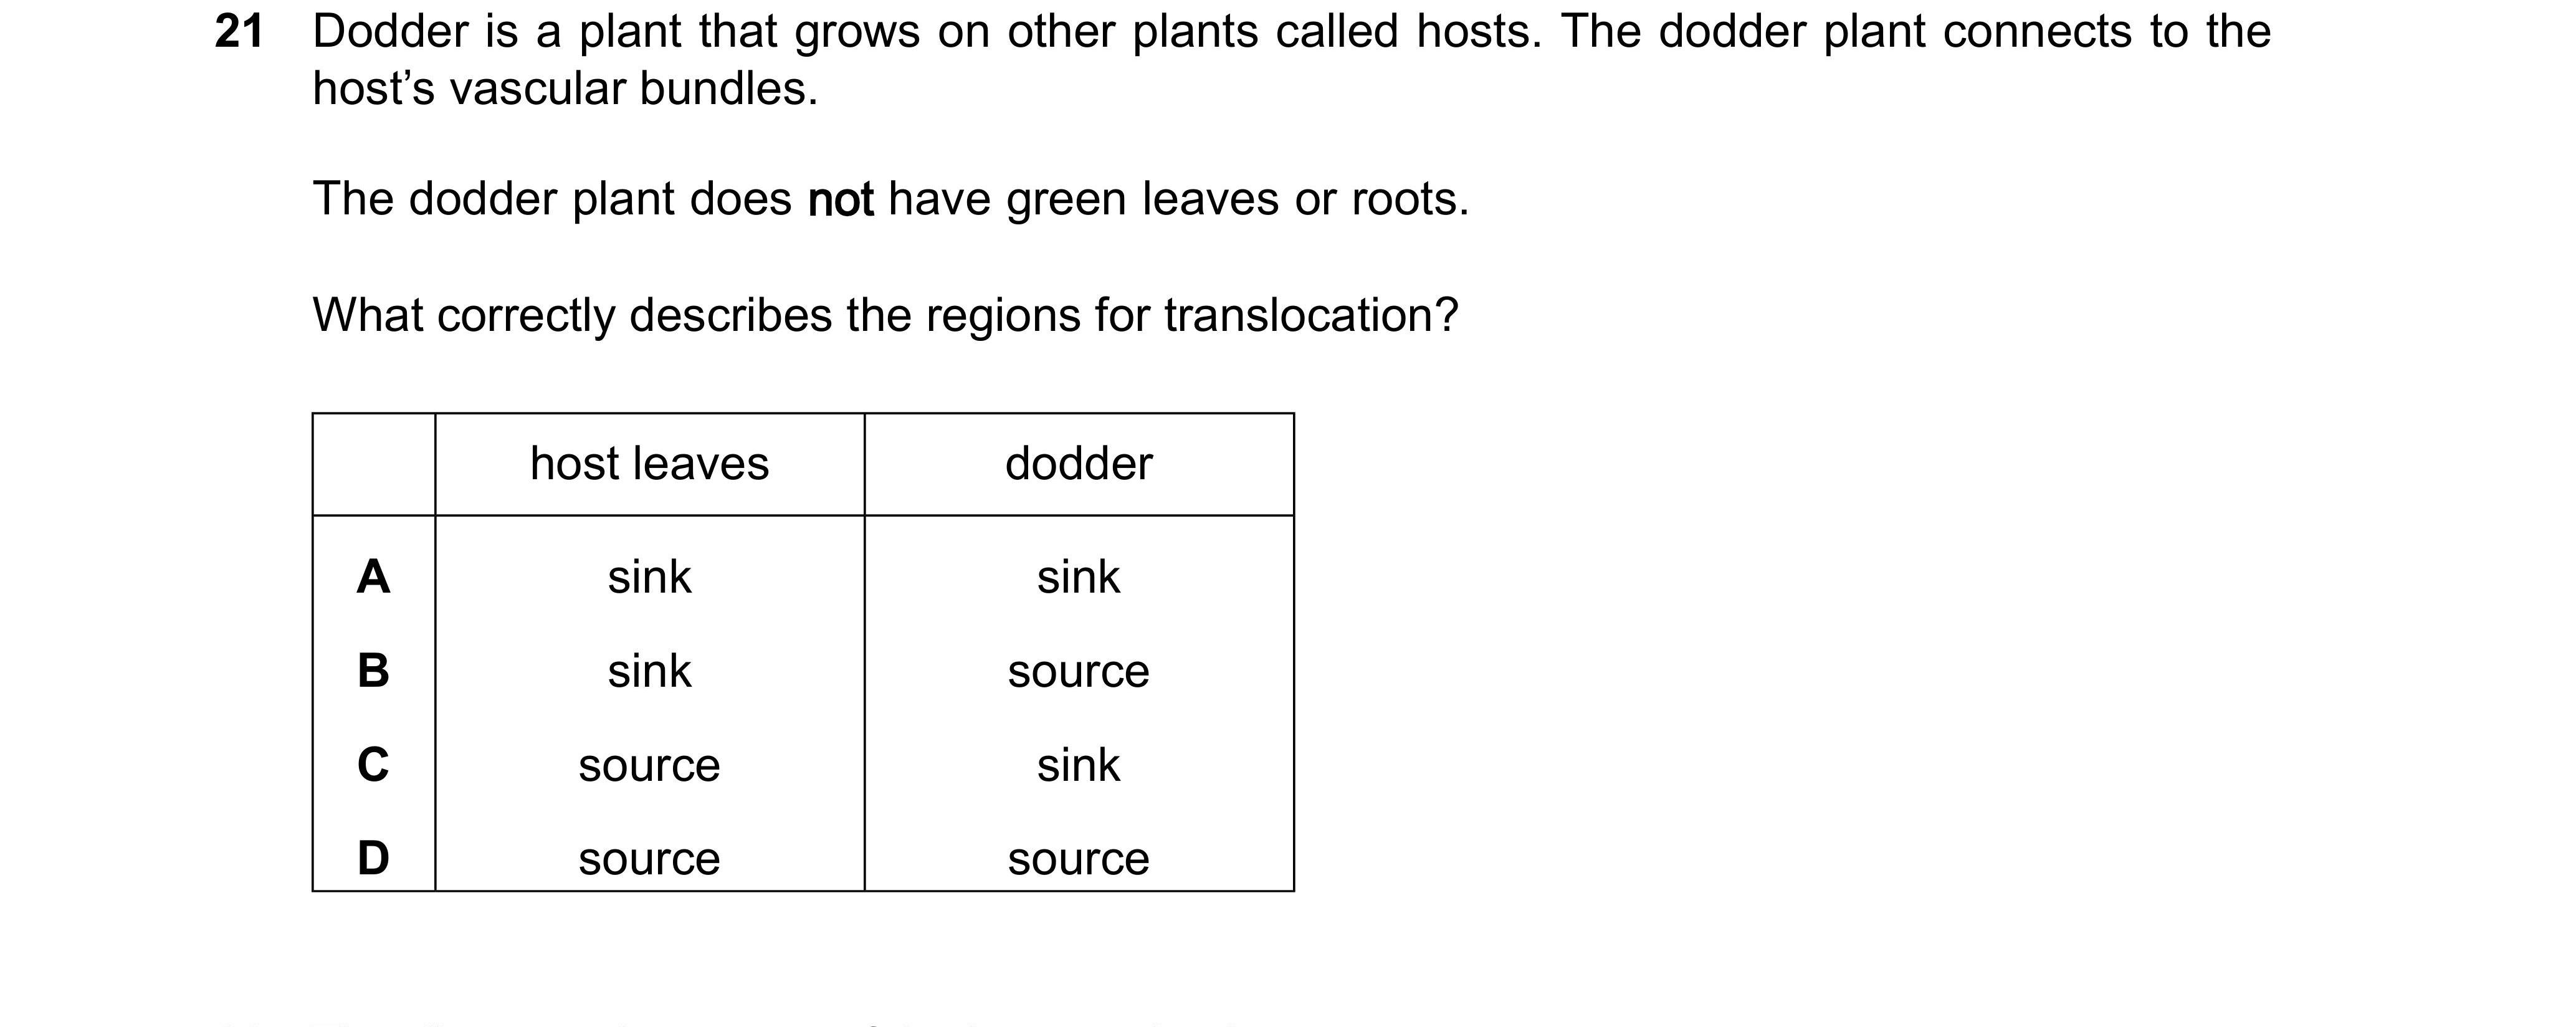 21 Dodder is a plant that grows on other plants called hosts. The dodder plant connects to the
host's vascular bundles.
The dodder plant does not have green leaves or roots.
What correctly describes the regions for translocation?
host leaves dodder
A sink sink
B sink source
C source sink
D source source